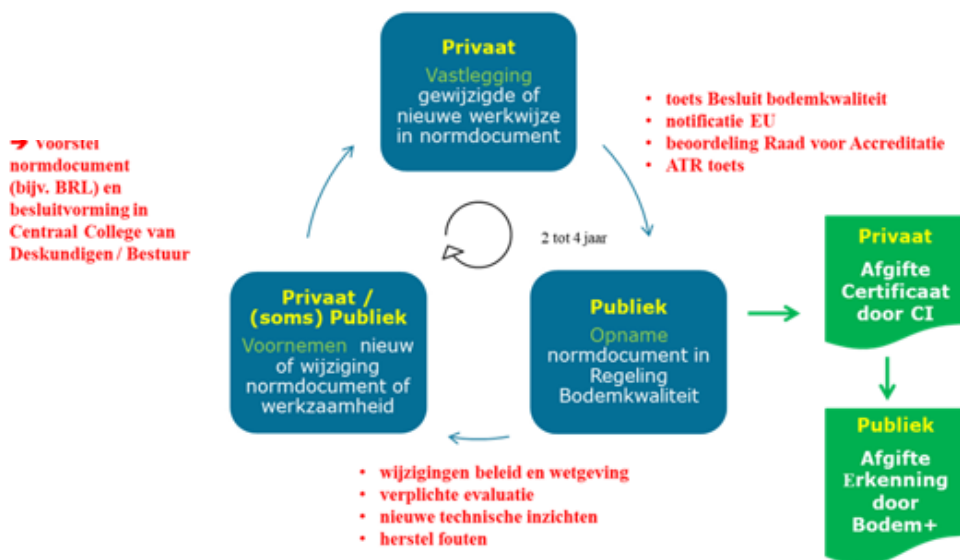 Privaat
Vastlegging
gewijzigde of
nieuwe werkwijze
in normdocument
• toets Besluit bodemkwaliteit
• notificatie EU
• beoordeling Raad voor Accreditatie
• ATR toets
➔ voorstel
normdocument
(bijv. BRL) en
besluitvorming in
Centraal College van
Deskundigen / Bestuur
2 tot 4 jaar
Privaat /
(soms) Publiek
Voornemen nieuw
of wijziging
normdocument of
werkzaamheid
Publiek
Opname
normdocument in
Regeling
Bodemkwaliteit
Privaat
Afgifte
Certificaat
door CI
Publiek
Afgifte
Erkenning
door
Bodem+
• wijzigingen beleid en wetgeving
• verplichte evaluatie
• nieuwe technische inzichten
• herstel fouten